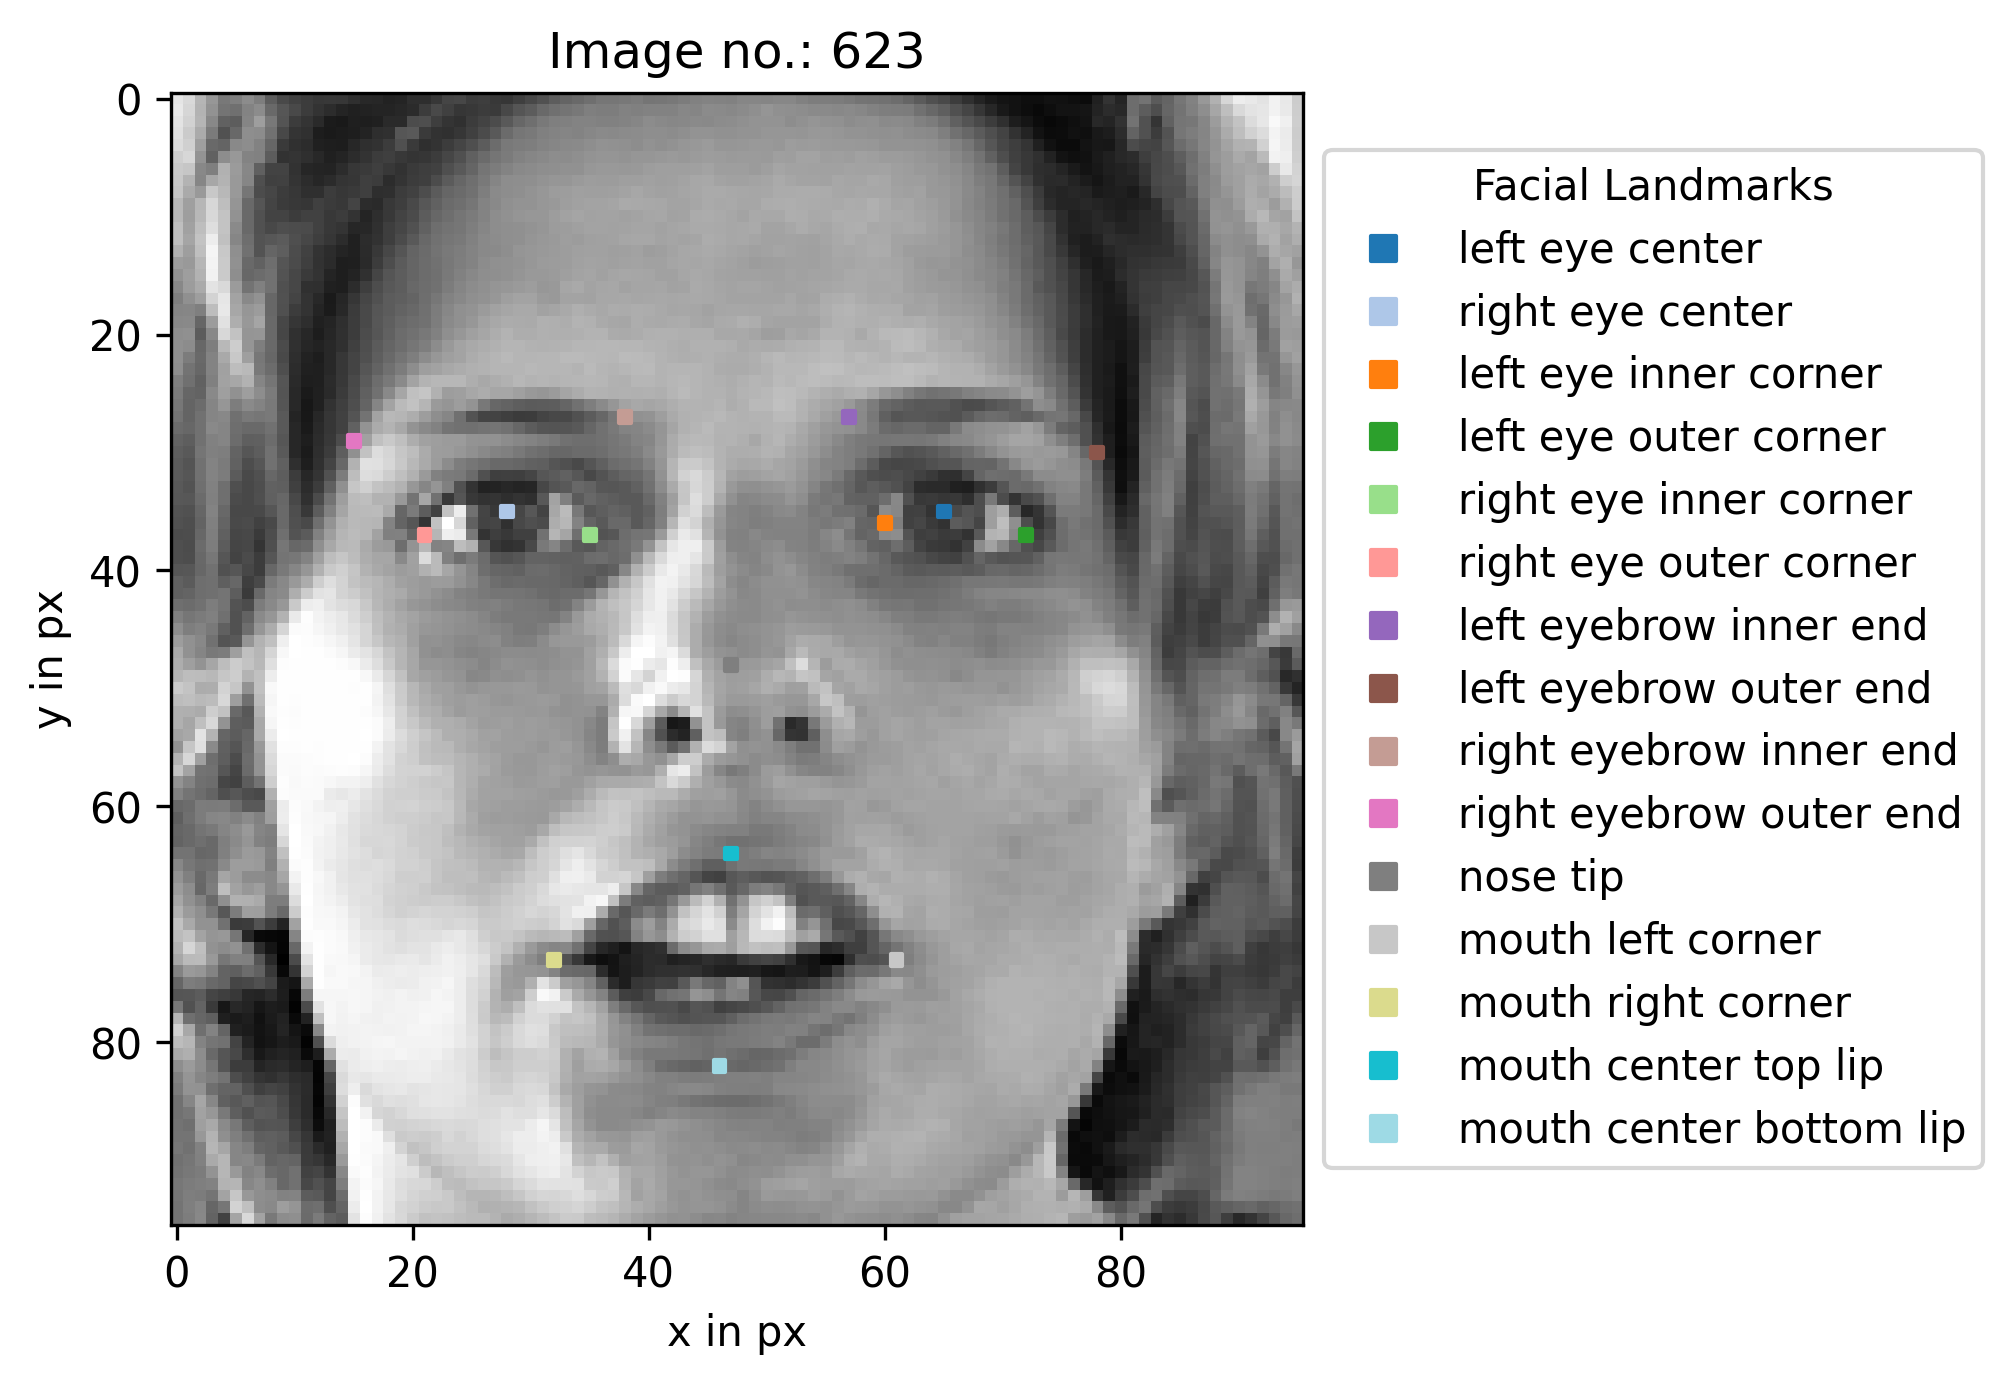 Image no.: 623
0
20
40
60
80
y in px
0 20 40 60 80
x in px
Facial Landmarks
left eye center
right eye center
left eye inner corner
left eye outer corner
right eye inner corner
right eye outer corner
left eyebrow inner end
left eyebrow outer end
right eyebrow inner end
right eyebrow outer end
nose tip
mouth left corner
mouth right corner
mouth center top lip
mouth center bottom lip